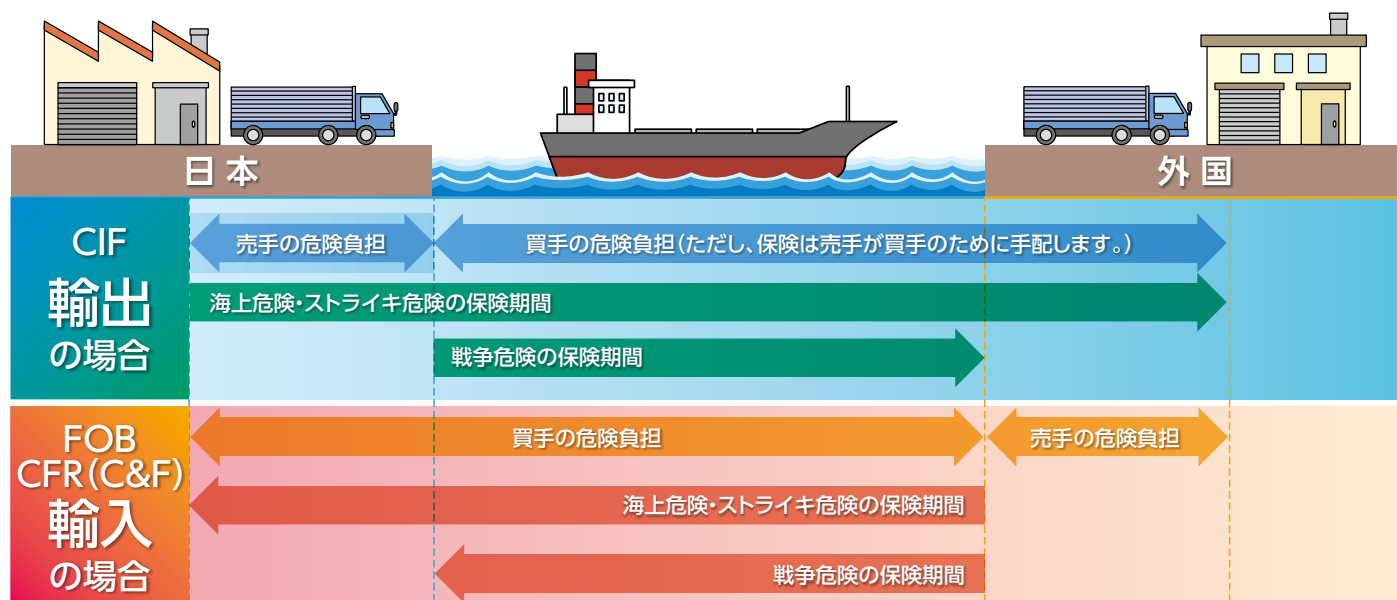 日本
外国
CIF
輸出
の場合
売手の危険負担
買手の危険負担(ただし、保険は売手が買手のために手配します。)
海上危険・ストライキ危険の保険期間
戦争危険の保険期間
FOB
CFR(C&F)
輸入
の場合
買手の危険負担
売手の危険負担
海上危険・ストライキ危険の保険期間
戦争危険の保険期間